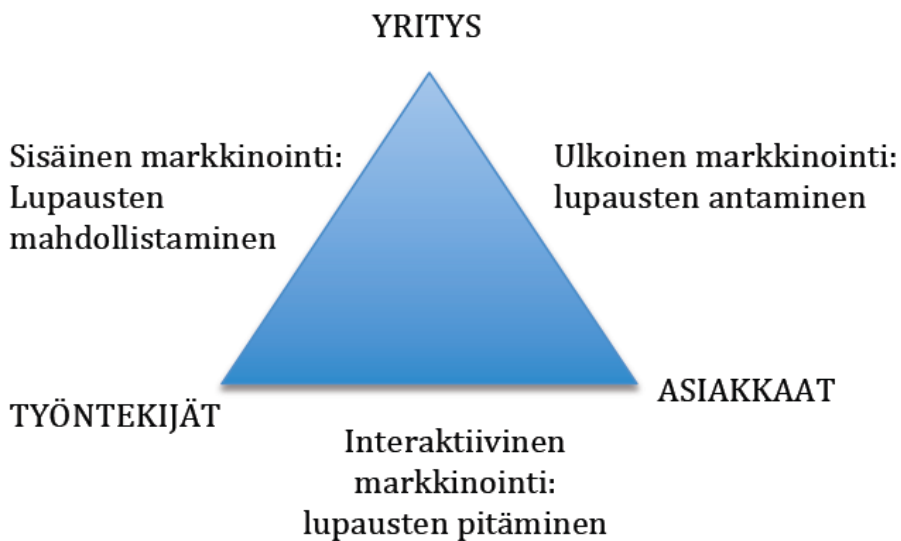 YRITYS
Sisäinen markkinointi:
Lupausten
mahdollistaminen
Ulkoinen markkinointi:
lupausten antaminen
TYÖNTEKIJÄT
ASIAKKAAT
Interaktiivinen
markkinointi:
lupausten pitäminen